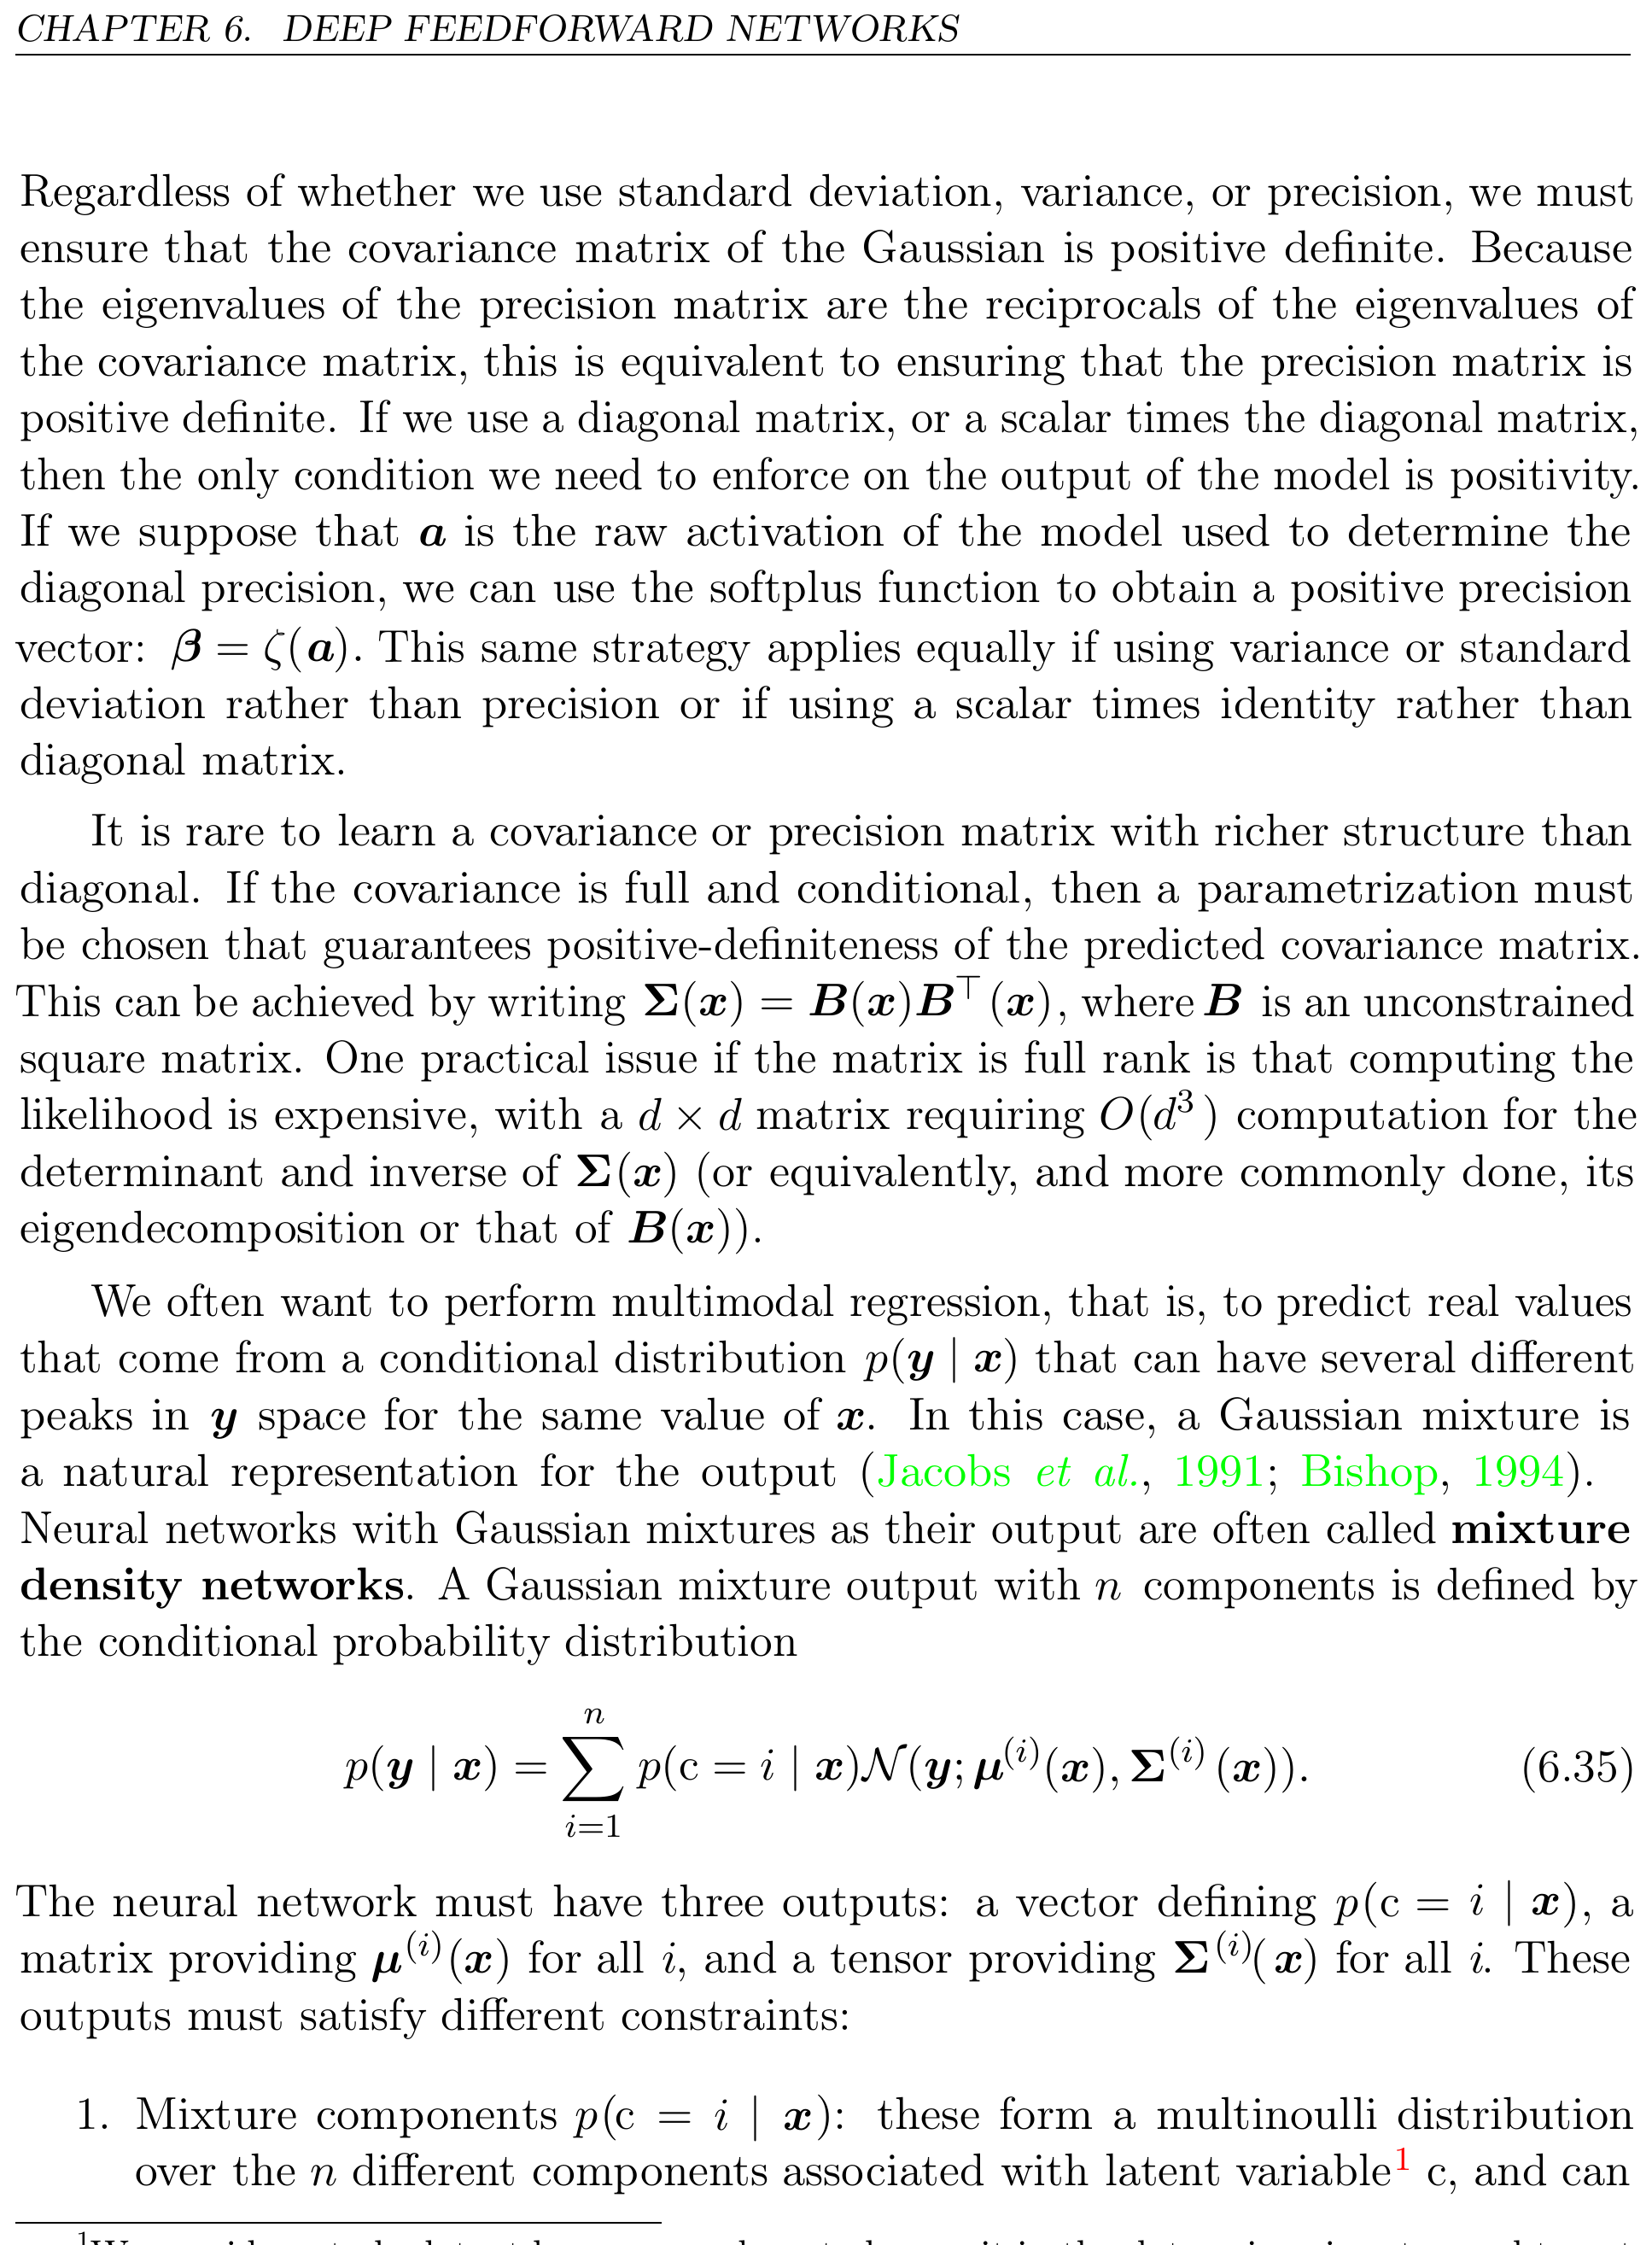 CHAPTER 6. DEEP FEEDFORWARD NETWORKS
Regardless of whether we use standard deviation, variance, or precision, we must
ensure that the covariance matrix of the Gaussian is positive definite. Because
the eigenvalues of the precision matrix are the reciprocals of the eigenvalues of
the covariance matrix, this is equivalent to ensuring that the precision matrix is
positive definite. If we use a diagonal matrix, or a scalar times the diagonal matrix,
then the only condition we need to enforce on the output of the model is positivity.
If we suppose that a is the raw activation of the model used to determine the
diagonal precision, we can use the softplus function to obtain a positive precision
vector: β = ζ(a). This same strategy applies equally if using variance or standard
deviation rather than precision or if using a scalar times identity rather than
diagonal matrix.
It is rare to learn a covariance or precision matrix with richer structure than
diagonal. If the covariance is full and conditional, then a parametrization must
be chosen that guarantees positive-definiteness of the predicted covariance matrix.
This can be achieved by writing Σ(x) = B(x)B⊤(x), where B is an unconstrained
square matrix. One practical issue if the matrix is full rank is that computing the
likelihood is expensive, with a d × d matrix requiring O(d³) computation for the
determinant and inverse of Σ(x) (or equivalently, and more commonly done, its
eigendecomposition or that of B(x)).
We often want to perform multimodal regression, that is, to predict real values
that come from a conditional distribution p(y | x) that can have several different
peaks in y space for the same value of x. In this case, a Gaussian mixture is
a natural representation for the output (Jacobs et al., 1991; Bishop, 1994).
Neural networks with Gaussian mixtures as their output are often called mixture
density networks. A Gaussian mixture output with n components is defined by
the conditional probability distribution
p(y | x) = ∑ⁿᵢ₌₁ p(c = i | x)𝒩(y; μ⁽ⁱ⁾(x), Σ⁽ⁱ⁾(x)). (6.35)
The neural network must have three outputs: a vector defining p(c = i | x), a
matrix providing μ⁽ⁱ⁾(x) for all i, and a tensor providing Σ⁽ⁱ⁾(x) for all i. These
outputs must satisfy different constraints:
1. Mixture components p(c = i | x): these form a multinoulli distribution
over the n different components associated with latent variable¹ c, and can